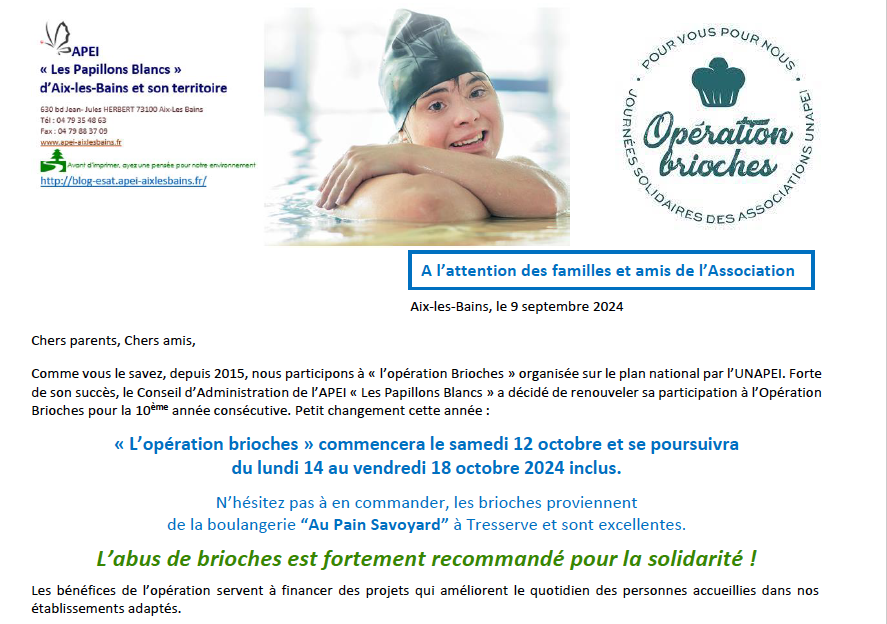 APEI
« Les Papillons Blancs »
d’Aix-les-Bains et son territoire
630 bd Jean- Jules HERBERT 73100 Aix-Les Bains
Tél : 04 79 35 48 63
Fax : 04 79 88 37 09
www.apei-aixlesbains.fr
Avant d'imprimer, ayez une pensée pour notre environnement
http://blog-esat.apei-aixlesbains.fr/
• POUR VOUS POUR NOUS •
Opération
brioches
JOURNÉES SOLIDAIRES DES ASSOCIATIONS UNAPEI
A l’attention des familles et amis de l’Association
Aix-les-Bains, le 9 septembre 2024
Chers parents, Chers amis,
Comme vous le savez, depuis 2015, nous participons à « l’opération Brioches » organisée sur le plan national par l’UNAPEI. Forte
de son succès, le Conseil d’Administration de l’APEI « Les Papillons Blancs » a décidé de renouveler sa participation à l’Opération
Brioches pour la 10ème année consécutive. Petit changement cette année :
« L’opération brioches » commencera le samedi 12 octobre et se poursuivra
du lundi 14 au vendredi 18 octobre 2024 inclus.
N’hésitez pas à en commander, les brioches proviennent
de la boulangerie “Au Pain Savoyard” à Tresserve et sont excellentes.
L’abus de brioches est fortement recommandé pour la solidarité !
Les bénéfices de l’opération servent à financer des projets qui améliorent le quotidien des personnes accueillies dans nos
établissements adaptés.